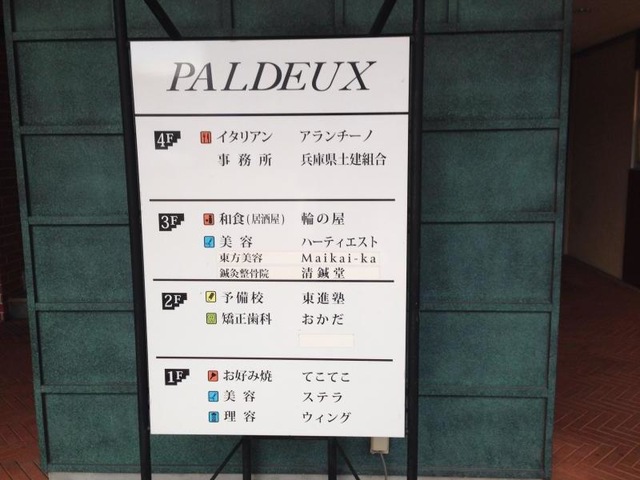 PALDEUX
4F イタリアン アランチーノ
事務所 兵庫県土建組合
3F 和食(居酒屋) 輪の屋
美容 ハーティエスト
東方美容 Maikai-ka
鍼灸整骨院 清鍼堂
2F 予備校 東進塾
矯正歯科 おかだ
1F お好み焼 てこてこ
美容 ステラ
理容 ウィング